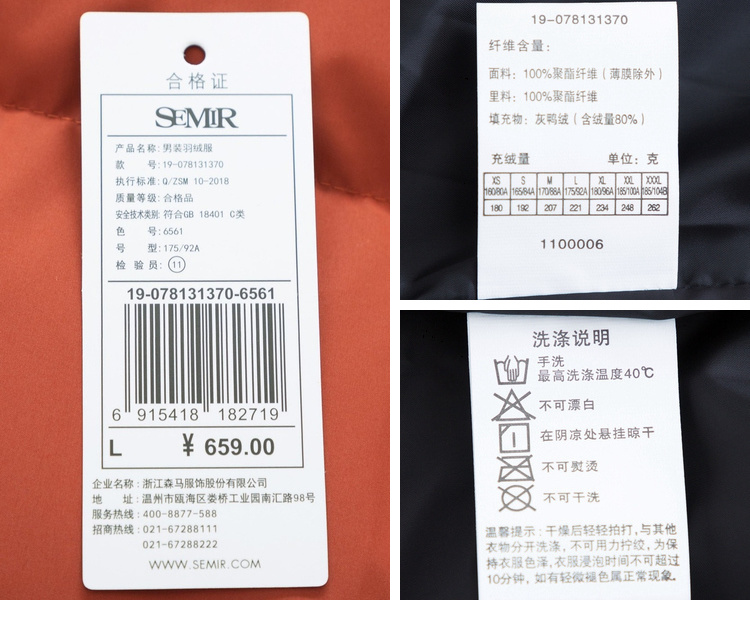 合格证
SEMIR
产品名称: 男装羽绒服
款 号: 19-078131370
执行标准: Q/ZSM 10-2018
质量等级: 合格品
安全技术类别: 符合GB 18401 C类
色 号: 6561
号 型: 175/92A
检 验 员: 11
19-078131370-6561
6 915418 182719
L ¥ 659.00
企业名称: 浙江森马服饰股份有限公司
地 址: 温州市瓯海区娄桥工业园南汇路98号
服务热线: 400-8877-588
招商热线: 021-67288111
021-67288222
WWW.SEMIR.COM
19-078131370
纤维含量:
面料: 100%聚酯纤维(薄膜除外)
里料: 100%聚酯纤维
填充物: 灰鸭绒(含绒量80%)
充绒量 单位: 克
XS S M L XL XXL XXXL
160/80A 165/84A 170/88A 175/92A 180/96A 185/100A 185/104B
180 192 207 221 234 248 262
1100006
洗涤说明
手洗
最高洗涤温度40℃
不可漂白
在阴凉处悬挂晾干
不可熨烫
不可干洗
温馨提示: 干燥后轻轻拍打, 与其他
衣物分开洗涤, 不可用力拧绞, 为保
持衣服色泽, 衣服浸泡时间不可超过
10分钟, 如有轻微褪色属正常现象.